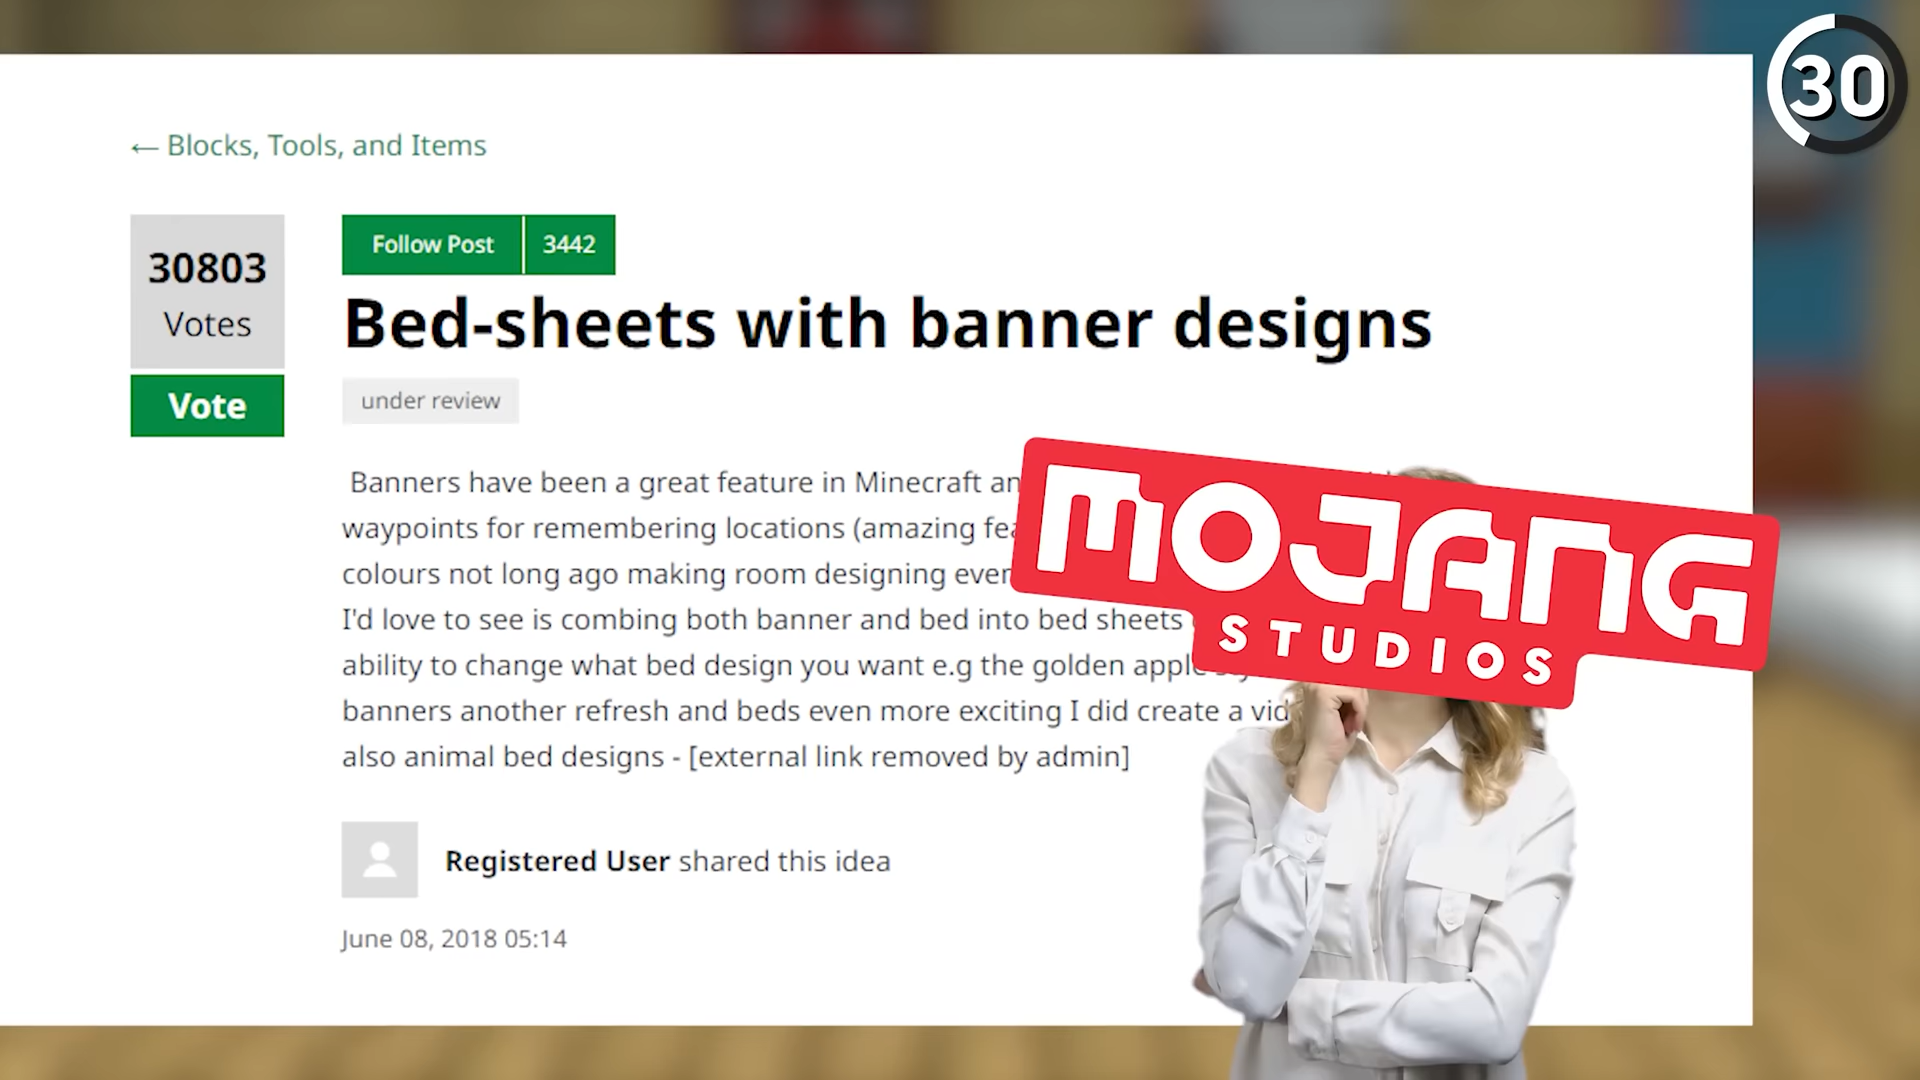 30
← Blocks, Tools, and Items
30803
Votes
Vote
Follow Post 3442
Bed-sheets with banner designs
under review
Banners have been a great feature in Minecraft
waypoints for remembering locations (amazing
colours not long ago making room designing
I'd love to see is combing both banner and bed into bed sheets
ability to change what bed design you want e.g the golden apple
banners another refresh and beds even more exciting I did create a
also animal bed designs - [external link removed by admin]
MOJANG
STUDIOS
Registered User shared this idea
June 08, 2018 05:14